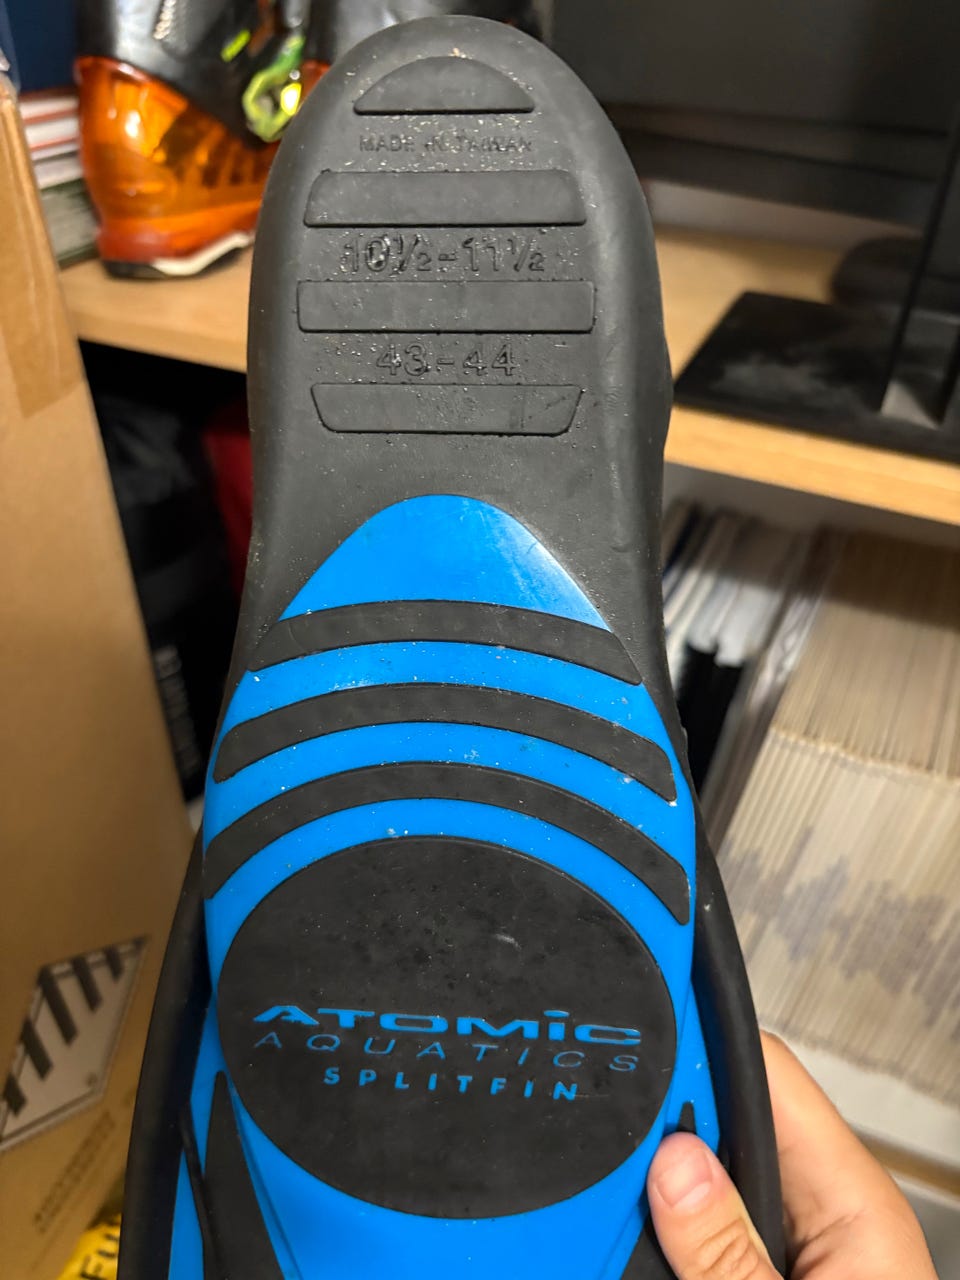 MADE IN TAIWAN
10½-11½
43-44
ATOMIC
AQUATICS
SPLITFIN